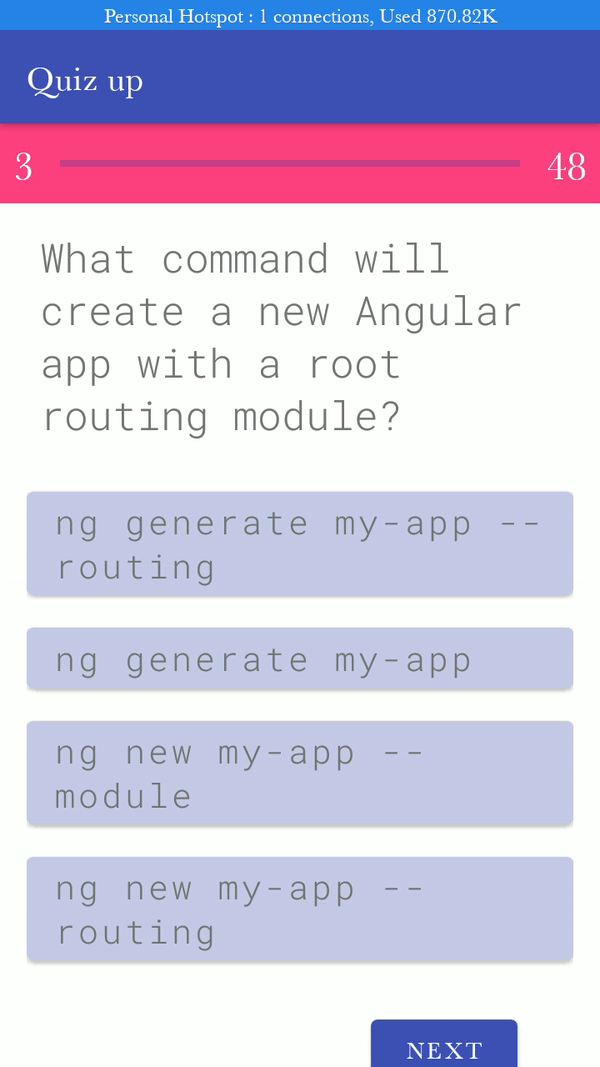 Personal Hotspot : 1 connections, Used 870.82K
Quiz up
3
48
What command will
create a new Angular
app with a root
routing module?
ng generate my-app --
routing
ng generate my-app
ng new my-app --
module
ng new my-app --
routing
NEXT